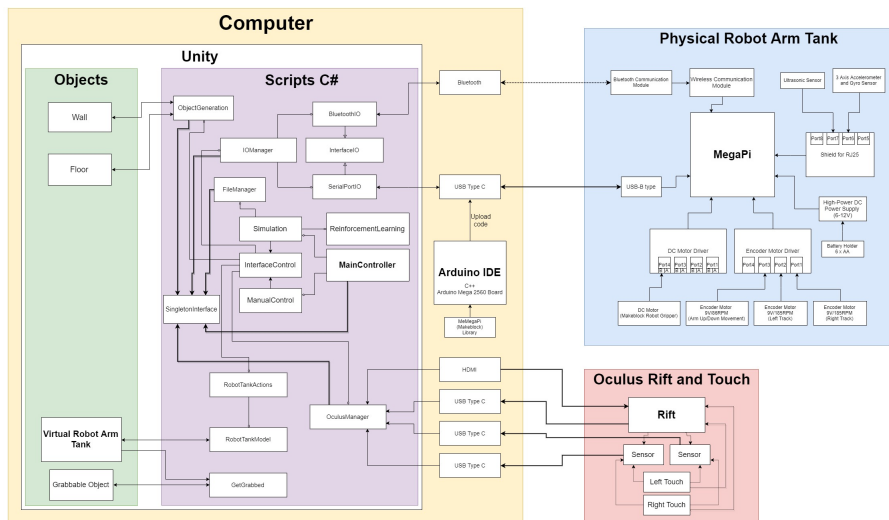 Computer
Unity
Objects
Wall
Floor
Virtual Robot Arm
Tank
Grabbable Object
Scripts C#
ObjectGeneration
IOManager
FileManager
BluetoothIO
InterfaceIO
SerialPortIO
Simulation
ReinforcementLearning
InterfaceControl
MainController
ManualControl
SingletonInterface
RobotTankActions
OculusManager
RobotTankModel
GetGrabbed
Bluetooth
USB Type C
Upload
code
Arduino IDE
C++
Arduino Mega 2560 Board
MeMegaPi
(Makeblock)
Library
HDMI
USB Type C
USB Type C
USB Type C
Physical Robot Arm Tank
Bluetooth Communication
Module
Wireless Communication
Module
Ultrasonic Sensor
3 Axis Accelerometer
and Gyro Sensor
MegaPi
Port8
Port7
Port6
Port5
Shield for RJ25
USB-B type
High-Power DC
Power Supply
(6-12V)
Battery Holder
6 x AA
DC Motor Driver
Port4
Port3
Port2
Port1
B A
B A
B A
B A
Encoder Motor Driver
Port4
Port3
Port2
Port1
DC Motor
(Makeblock Robot Gripper)
Encoder Motor
9V/86RPM
(Arm Up/Down Movement)
Encoder Motor
9V/185RPM
(Left Track)
Encoder Motor
9V/185RPM
(Right Track)
Oculus Rift and Touch
Rift
Sensor
Sensor
Left Touch
Right Touch